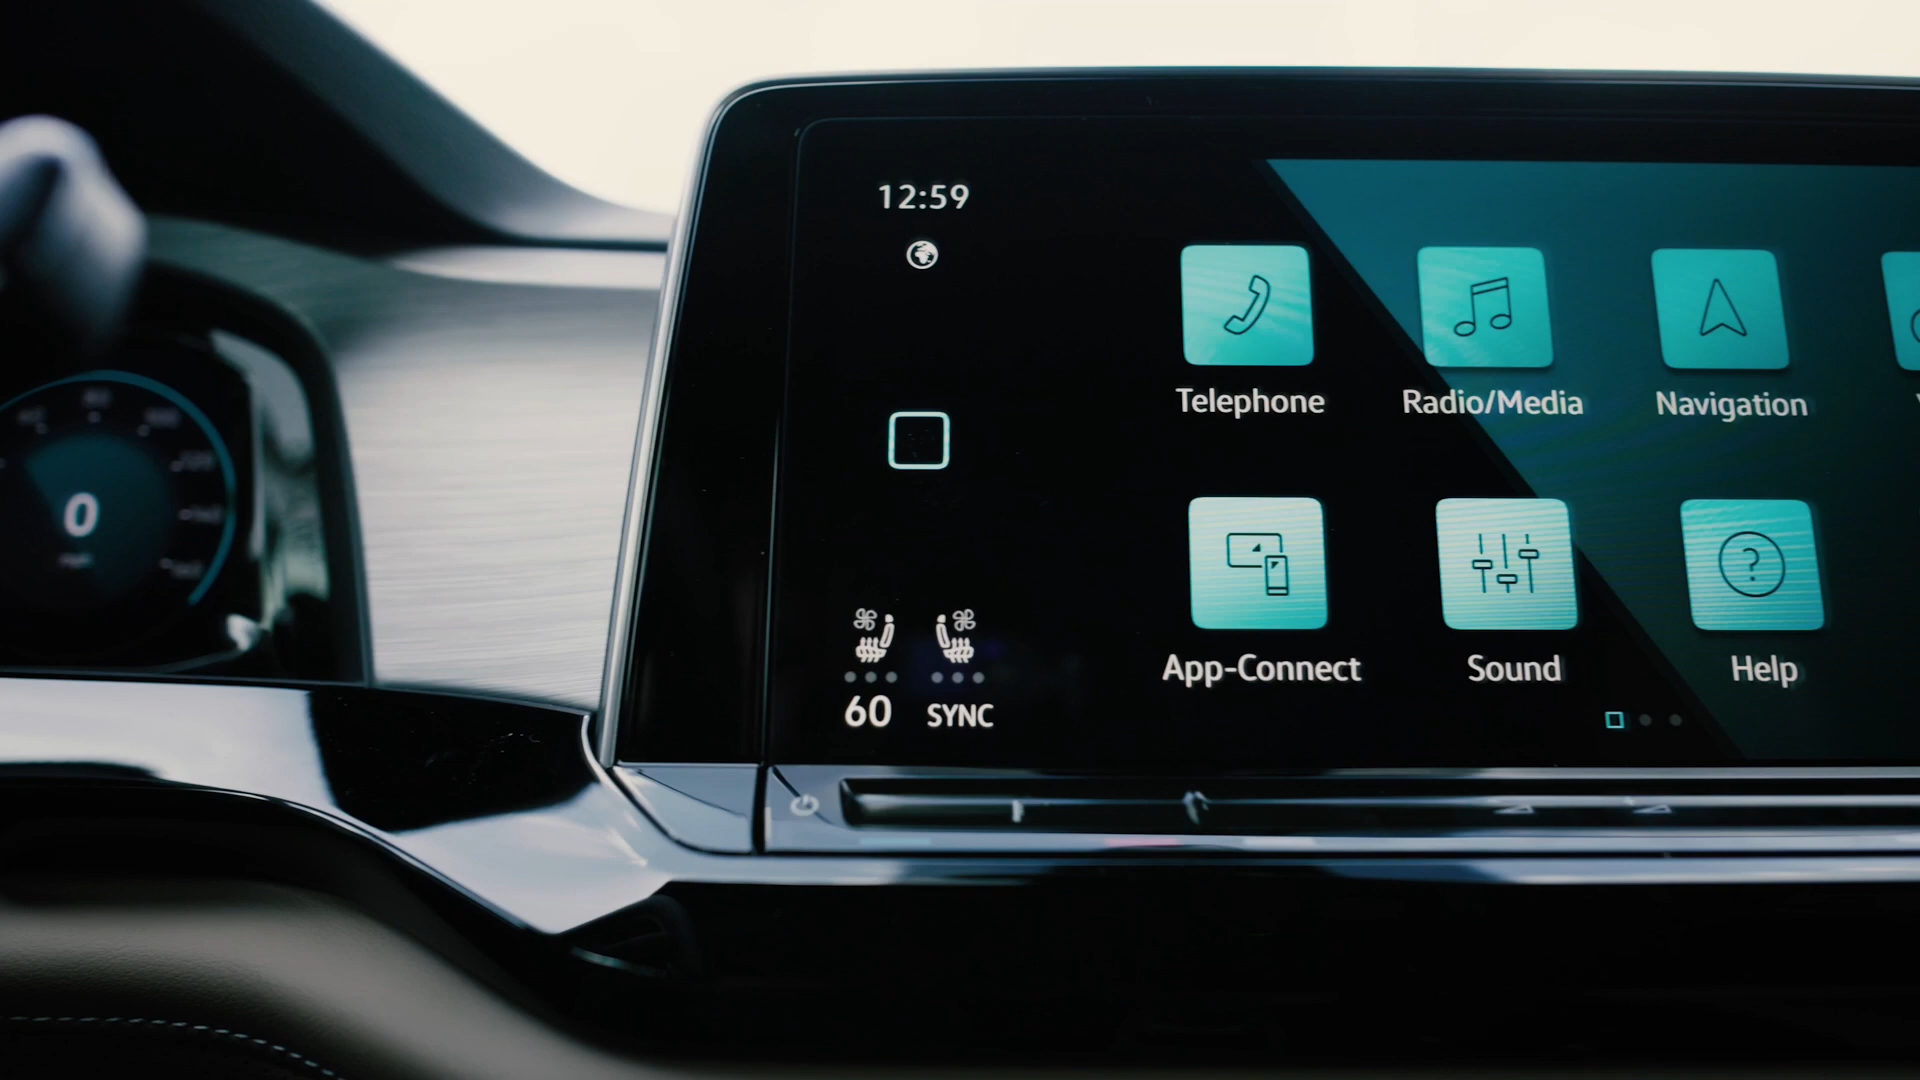 12:59
Telephone
Radio/Media
Navigation
0
App-Connect
Sound
Help
60
SYNC